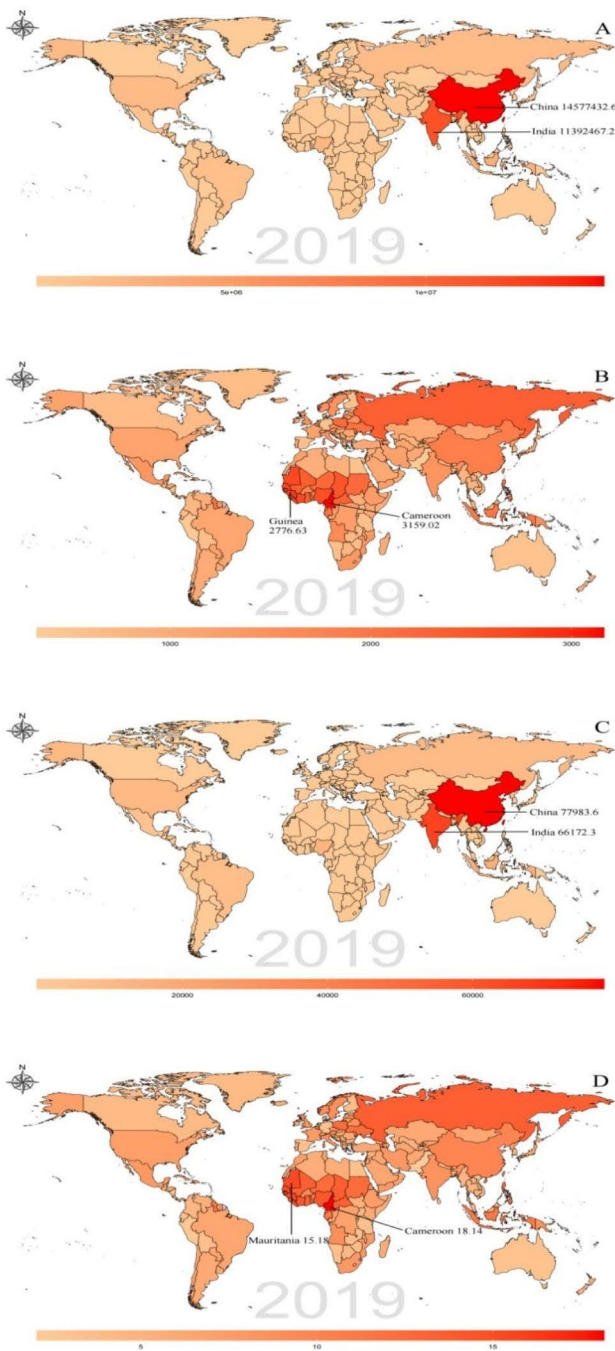 N
A
China 14577432.6
India 11392467.2
2019
5e+06 1e+07
N
B
Guinea
2776.63
Cameroon
3159.02
2019
1000 2000 3000
N
C
China 77983.6
India 66172.3
2019
20000 40000 60000
N
D
Mauritania 15.18
Cameroon 18.14
2019
5 10 15